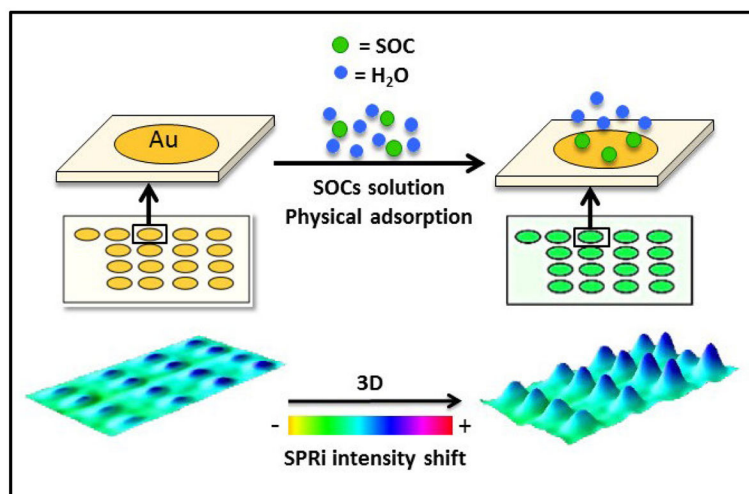 = SOC
= H₂O
Au
SOCs solution
Physical adsorption
3D
- +
SPRi intensity shift